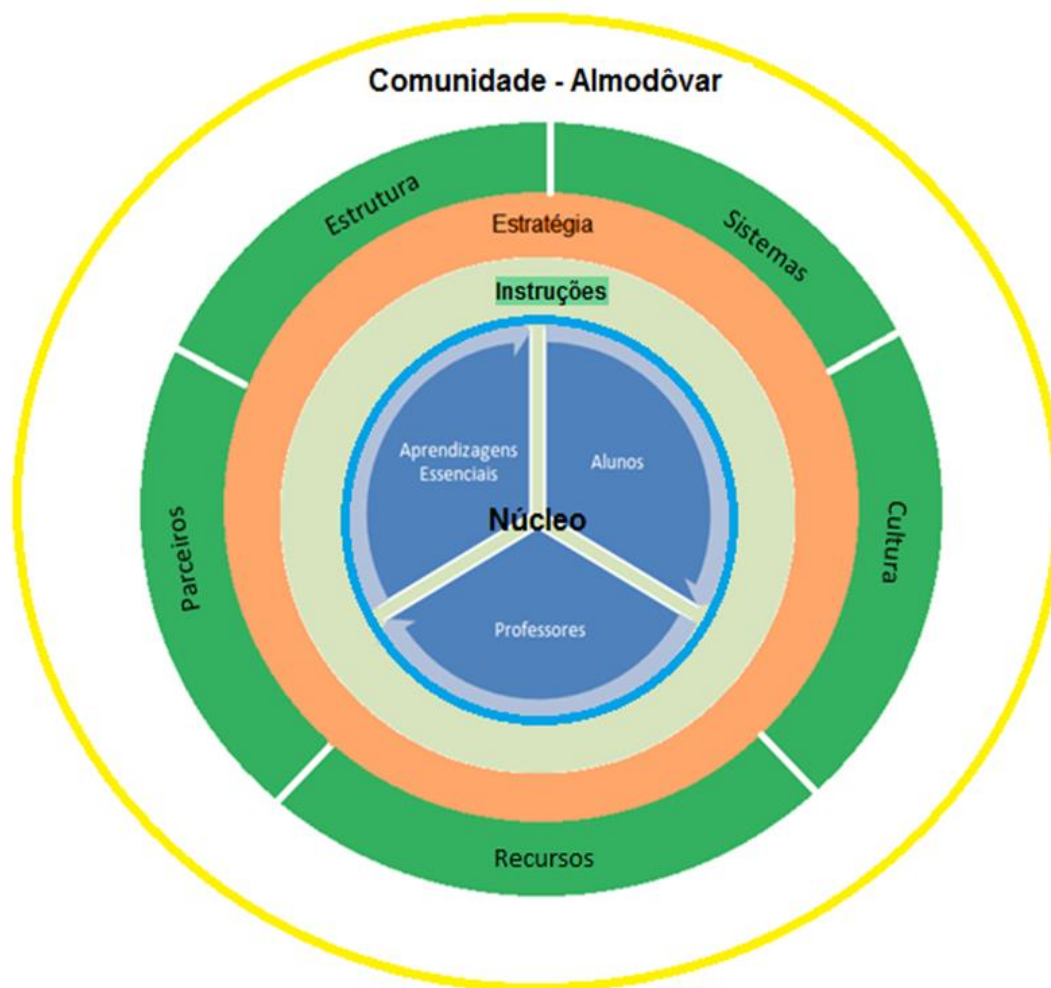 Comunidade - Almodôvar
Estrutura
Sistemas
Estratégia
Instruções
Aprendizagens
Essenciais
Alunos
Núcleo
Parceiros
Cultura
Professores
Recursos